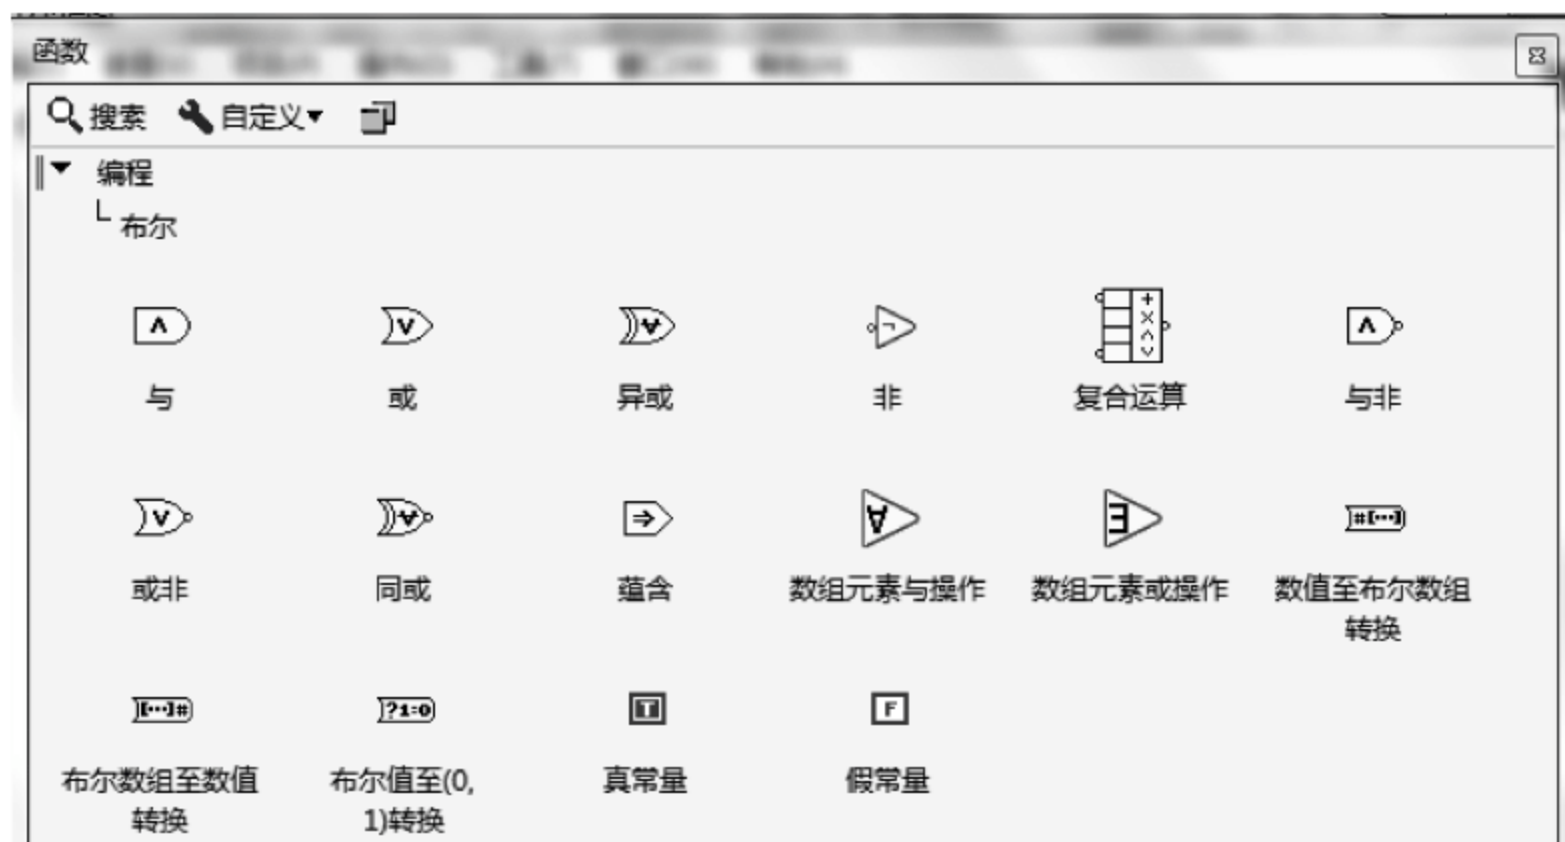 函数
搜索 自定义
编程
布尔
与 或 异或 非 复合运算 与非
或非 同或 蕴含 数组元素与操作 数组元素或操作 数值至布尔数组
转换
布尔数组至数值 布尔值至(0, 真常量 假常量
转换 1)转换